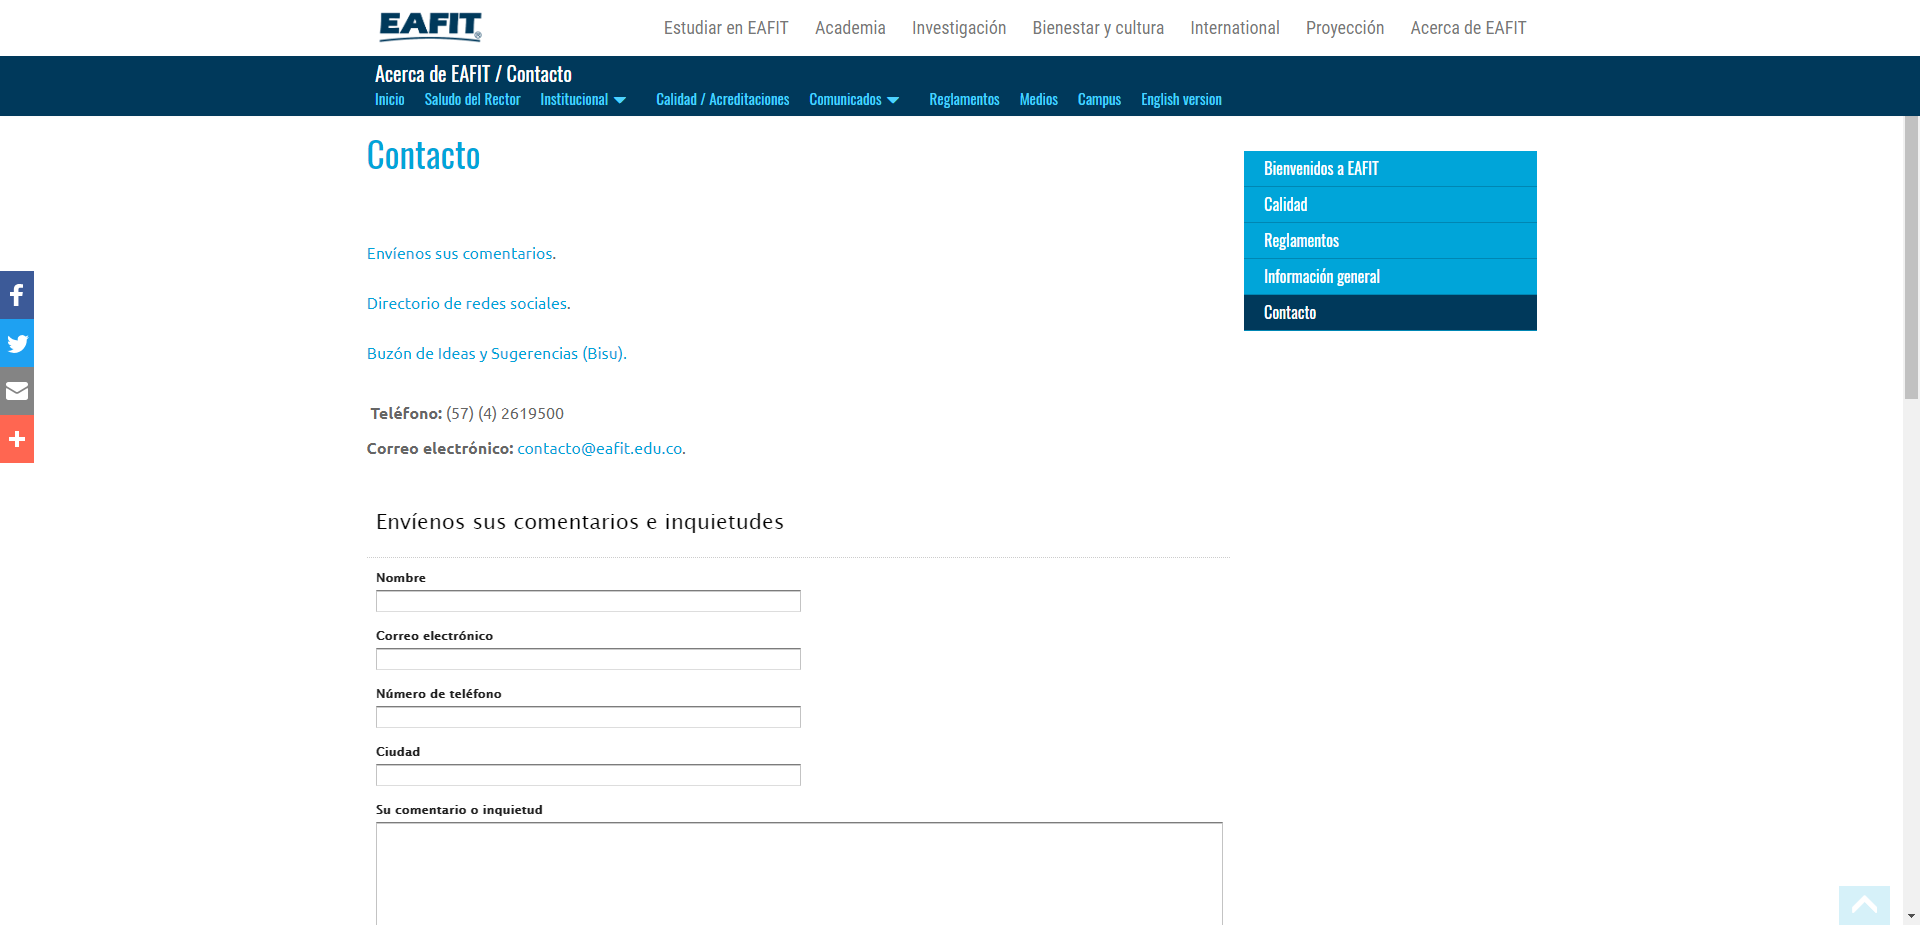 EAFIT®
Estudiar en EAFIT Academia Investigación Bienestar y cultura International Proyección Acerca de EAFIT
Acerca de EAFIT / Contacto
Inicio Saludo del Rector Institucional Calidad / Acreditaciones Comunicados Reglamentos Medios Campus English version
Contacto
Bienvenidos a EAFIT
Calidad
Reglamentos
Información general
Contacto
Envíenos sus comentarios.
Directorio de redes sociales.
Buzón de Ideas y Sugerencias (Bisu).
Teléfono: (57) (4) 2619500
Correo electrónico: contacto@eafit.edu.co.
Envíenos sus comentarios e inquietudes
Nombre
Correo electrónico
Número de teléfono
Ciudad
Su comentario o inquietud